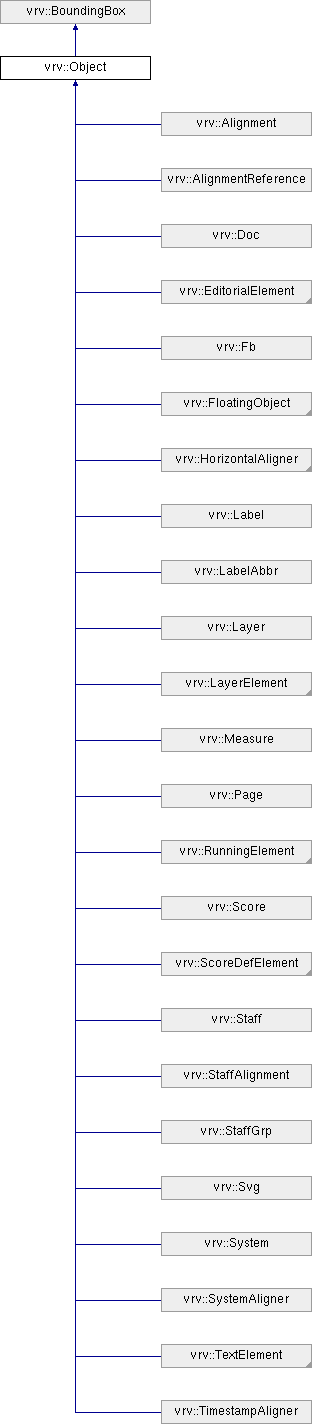 vrv::BoundingBox
vrv::Object
vrv::Alignment
vrv::AlignmentReference
vrv::Doc
vrv::EditorialElement
vrv::Fb
vrv::FloatingObject
vrv::HorizontalAligner
vrv::Label
vrv::LabelAbbr
vrv::Layer
vrv::LayerElement
vrv::Measure
vrv::Page
vrv::RunningElement
vrv::Score
vrv::ScoreDefElement
vrv::Staff
vrv::StaffAlignment
vrv::StaffGrp
vrv::Svg
vrv::System
vrv::SystemAligner
vrv::TextElement
vrv::TimestampAligner